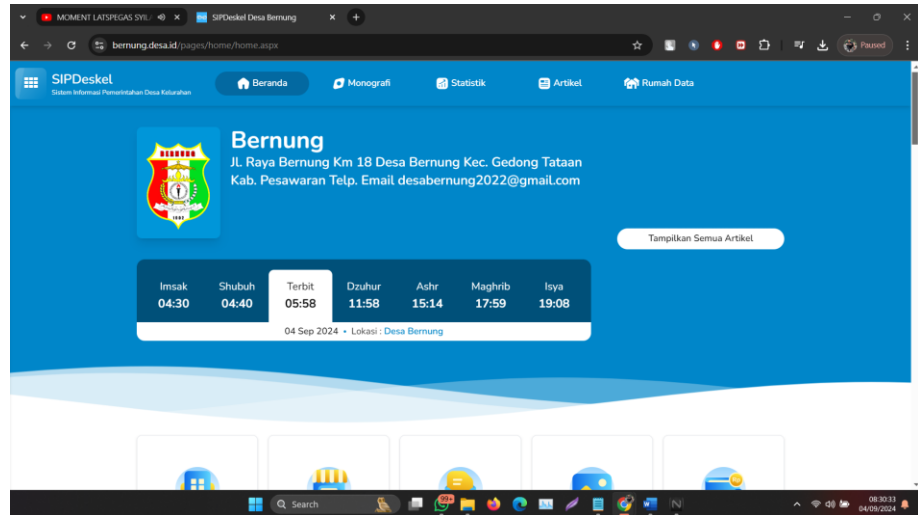 MOMENT LATSPEGAS SYIL/
SIPDeskel Desa Bernung
bernung.desa.id/pages/home/home.aspx
Paused
SIPDeskel
Sistem Informasi Pemerintahan Desa Kelurahan
Beranda
Monografi
Statistik
Artikel
Rumah Data
BERNUNG
Bernung
Jl. Raya Bernung Km 18 Desa Bernung Kec. Gedong Tataan
Kab. Pesawaran Telp. Email desabernung2022@gmail.com
Tampilkan Semua Artikel
Imsak Shubuh Terbit Dzuhur Ashr Maghrib Isya
04:30 04:40 05:58 11:58 15:14 17:59 19:08
04 Sep 2024 • Lokasi : Desa Bernung
Search
99+
08:30:33
04/09/2024